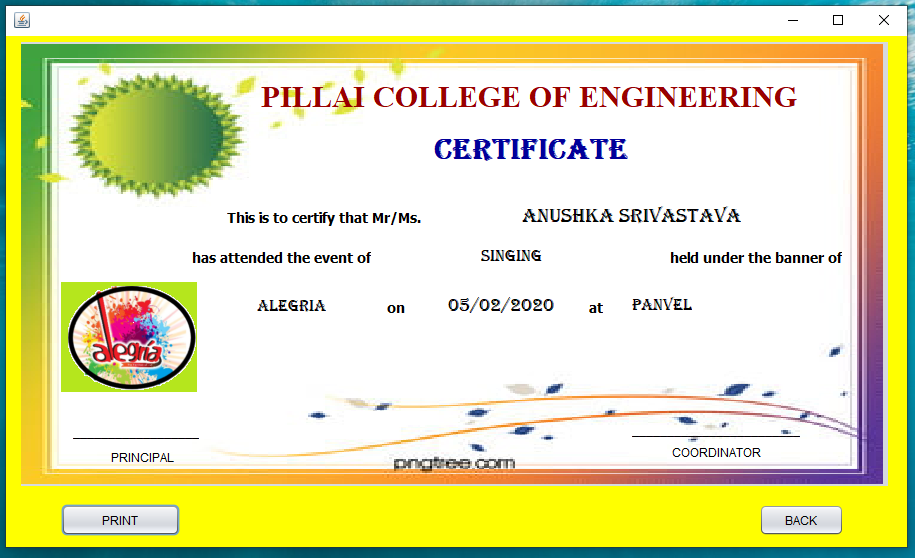 PILLAI COLLEGE OF ENGINEERING
CERTIFICATE
This is to certify that Mr/Ms. ANUSHKA SRIVASTAVA
has attended the event of SINGING held under the banner of
ALEGRIA on 05/02/2020 at PANVEL
alegria
PRINCIPAL
COORDINATOR
pngtree.com
PRINT
BACK